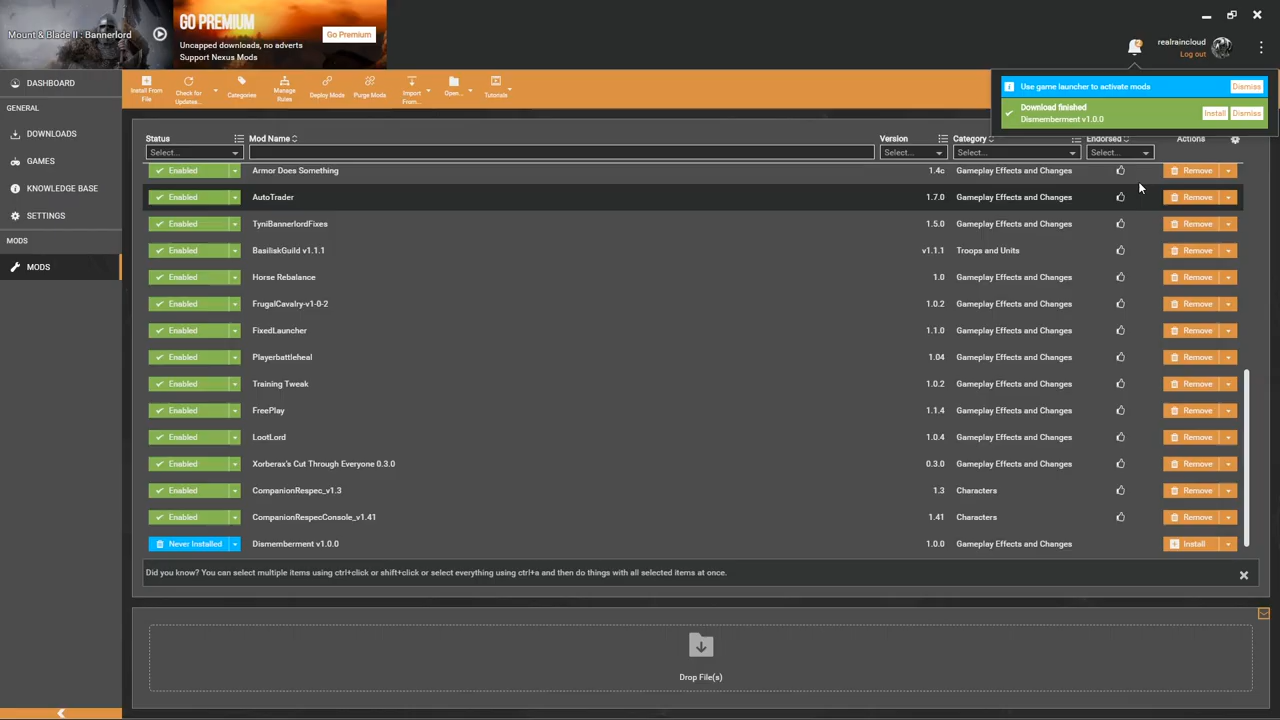 Mount & Blade II : Bannerlord
GO PREMIUM
Uncapped downloads, no adverts
Support Nexus Mods
Go Premium
realraincloud
Log out
DASHBOARD
GENERAL
DOWNLOADS
GAMES
KNOWLEDGE BASE
SETTINGS
MODS
MODS
Install From File
Check for Updates...
Categories
Manage Rules
Deploy Mods
Purge Mods
Import From...
Open...
Tutorials
Use game launcher to activate mods Dismiss
Download finished
Dismemberment v1.0.0
Install Dismiss
Status Mod Name Version Category Endorsed Actions
Select... Select... Select... Select...
Enabled Armor Does Something 1.4c Gameplay Effects and Changes Remove
Enabled AutoTrader 1.7.0 Gameplay Effects and Changes Remove
Enabled TyniBannerlordFixes 1.5.0 Gameplay Effects and Changes Remove
Enabled BasiliskGuild v1.1.1 v1.1.1 Troops and Units Remove
Enabled Horse Rebalance 1.0 Gameplay Effects and Changes Remove
Enabled FrugalCavalry-v1-0-2 1.0.2 Gameplay Effects and Changes Remove
Enabled FixedLauncher 1.1.0 Gameplay Effects and Changes Remove
Enabled Playerbattleheal 1.04 Gameplay Effects and Changes Remove
Enabled Training Tweak 1.0.2 Gameplay Effects and Changes Remove
Enabled FreePlay 1.1.4 Gameplay Effects and Changes Remove
Enabled LootLord 1.0.4 Gameplay Effects and Changes Remove
Enabled Xorberax's Cut Through Everyone 0.3.0 0.3.0 Gameplay Effects and Changes Remove
Enabled CompanionRespec_v1.3 1.3 Characters Remove
Enabled CompanionRespecConsole_v1.41 1.41 Characters Remove
Never Installed Dismemberment v1.0.0 1.0.0 Gameplay Effects and Changes Install
Did you know? You can select multiple items using ctrl+click or shift+click or select everything using ctrl+a and then do things with all selected items at once.
Drop File(s)